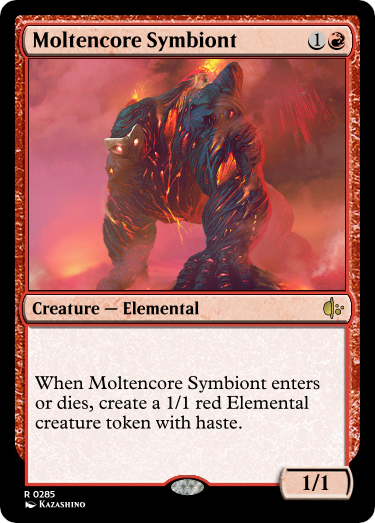 Moltencore Symbiont 1
Creature — Elemental
When Moltencore Symbiont enters
or dies, create a 1/1 red Elemental
creature token with haste.
1/1
R 0285
Kazashino